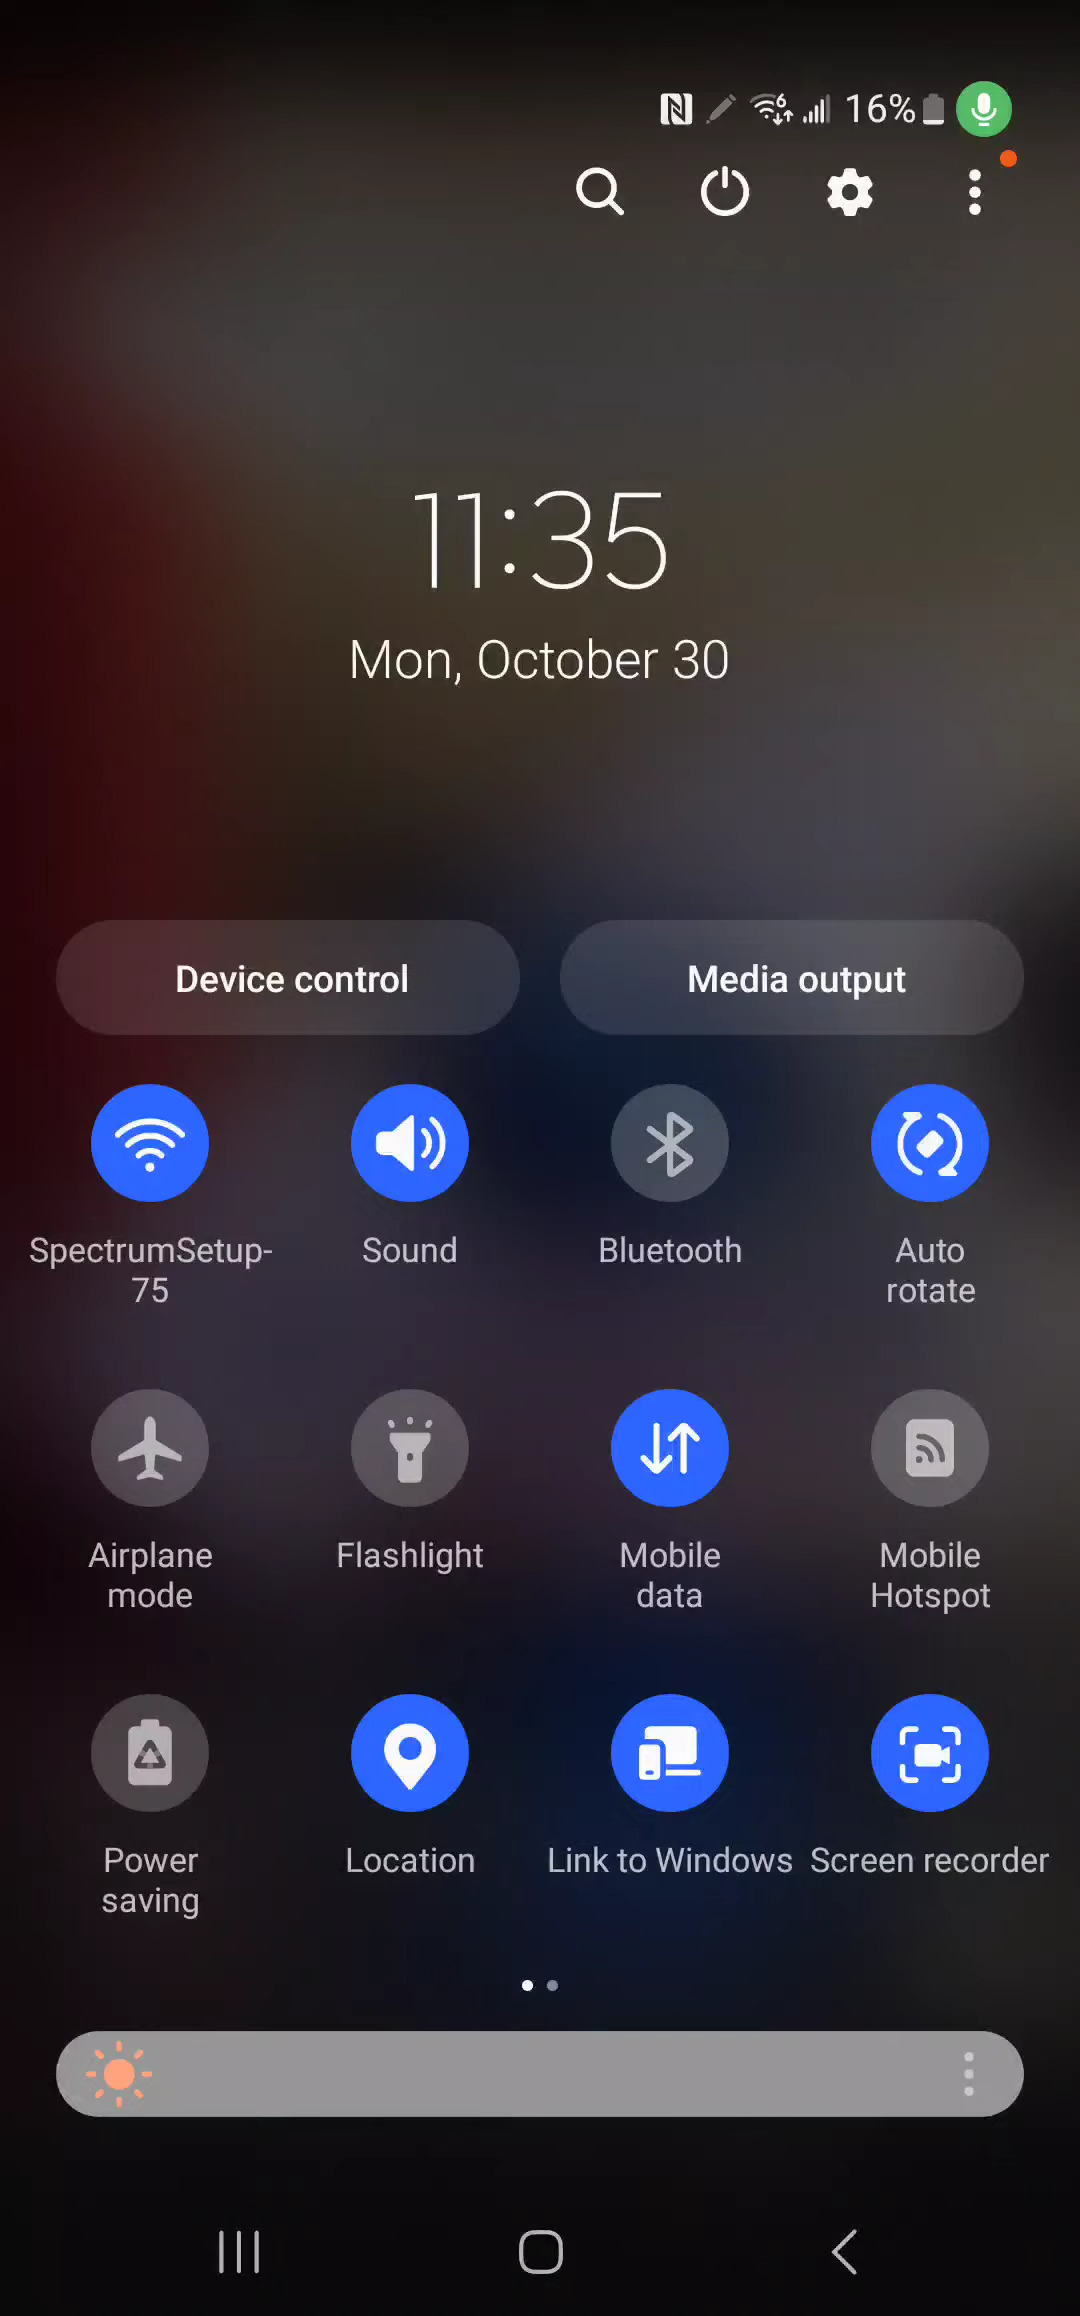 16%
11:35
Mon, October 30
Device control
Media output
SpectrumSetup-
75
Sound
Bluetooth
Auto
rotate
Airplane
mode
Flashlight
Mobile
data
Mobile
Hotspot
Power
saving
Location
Link to Windows
Screen recorder